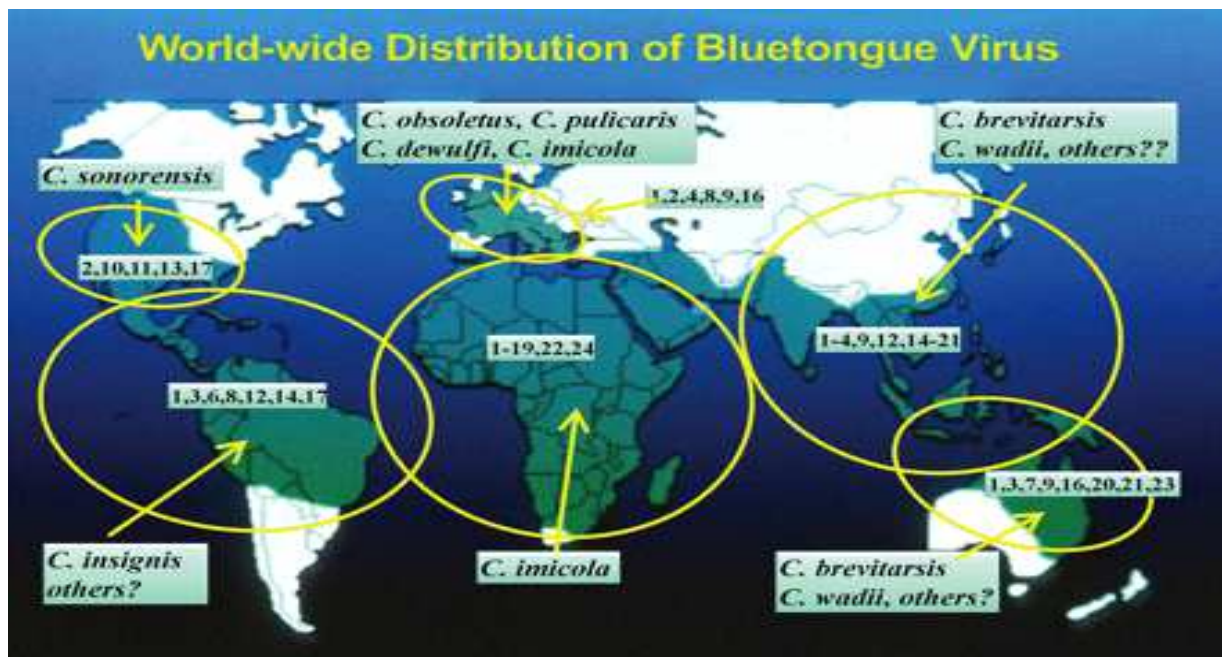 World-wide Distribution of Bluetongue Virus
C. obsoletus, C. pulicaris
C. dewulfi, C. imicola
C. brevitarsis
C. wadii, others??
C. sonorensis
1,2,4,8,9,16
2,10,11,13,17
1-19,22,24
1-4,9,12,14-21
1,3,6,8,12,14,17
1,3,7,9,16,20,21,23
C. insignis
others?
C. imicola
C. brevitarsis
C. wadii, others?